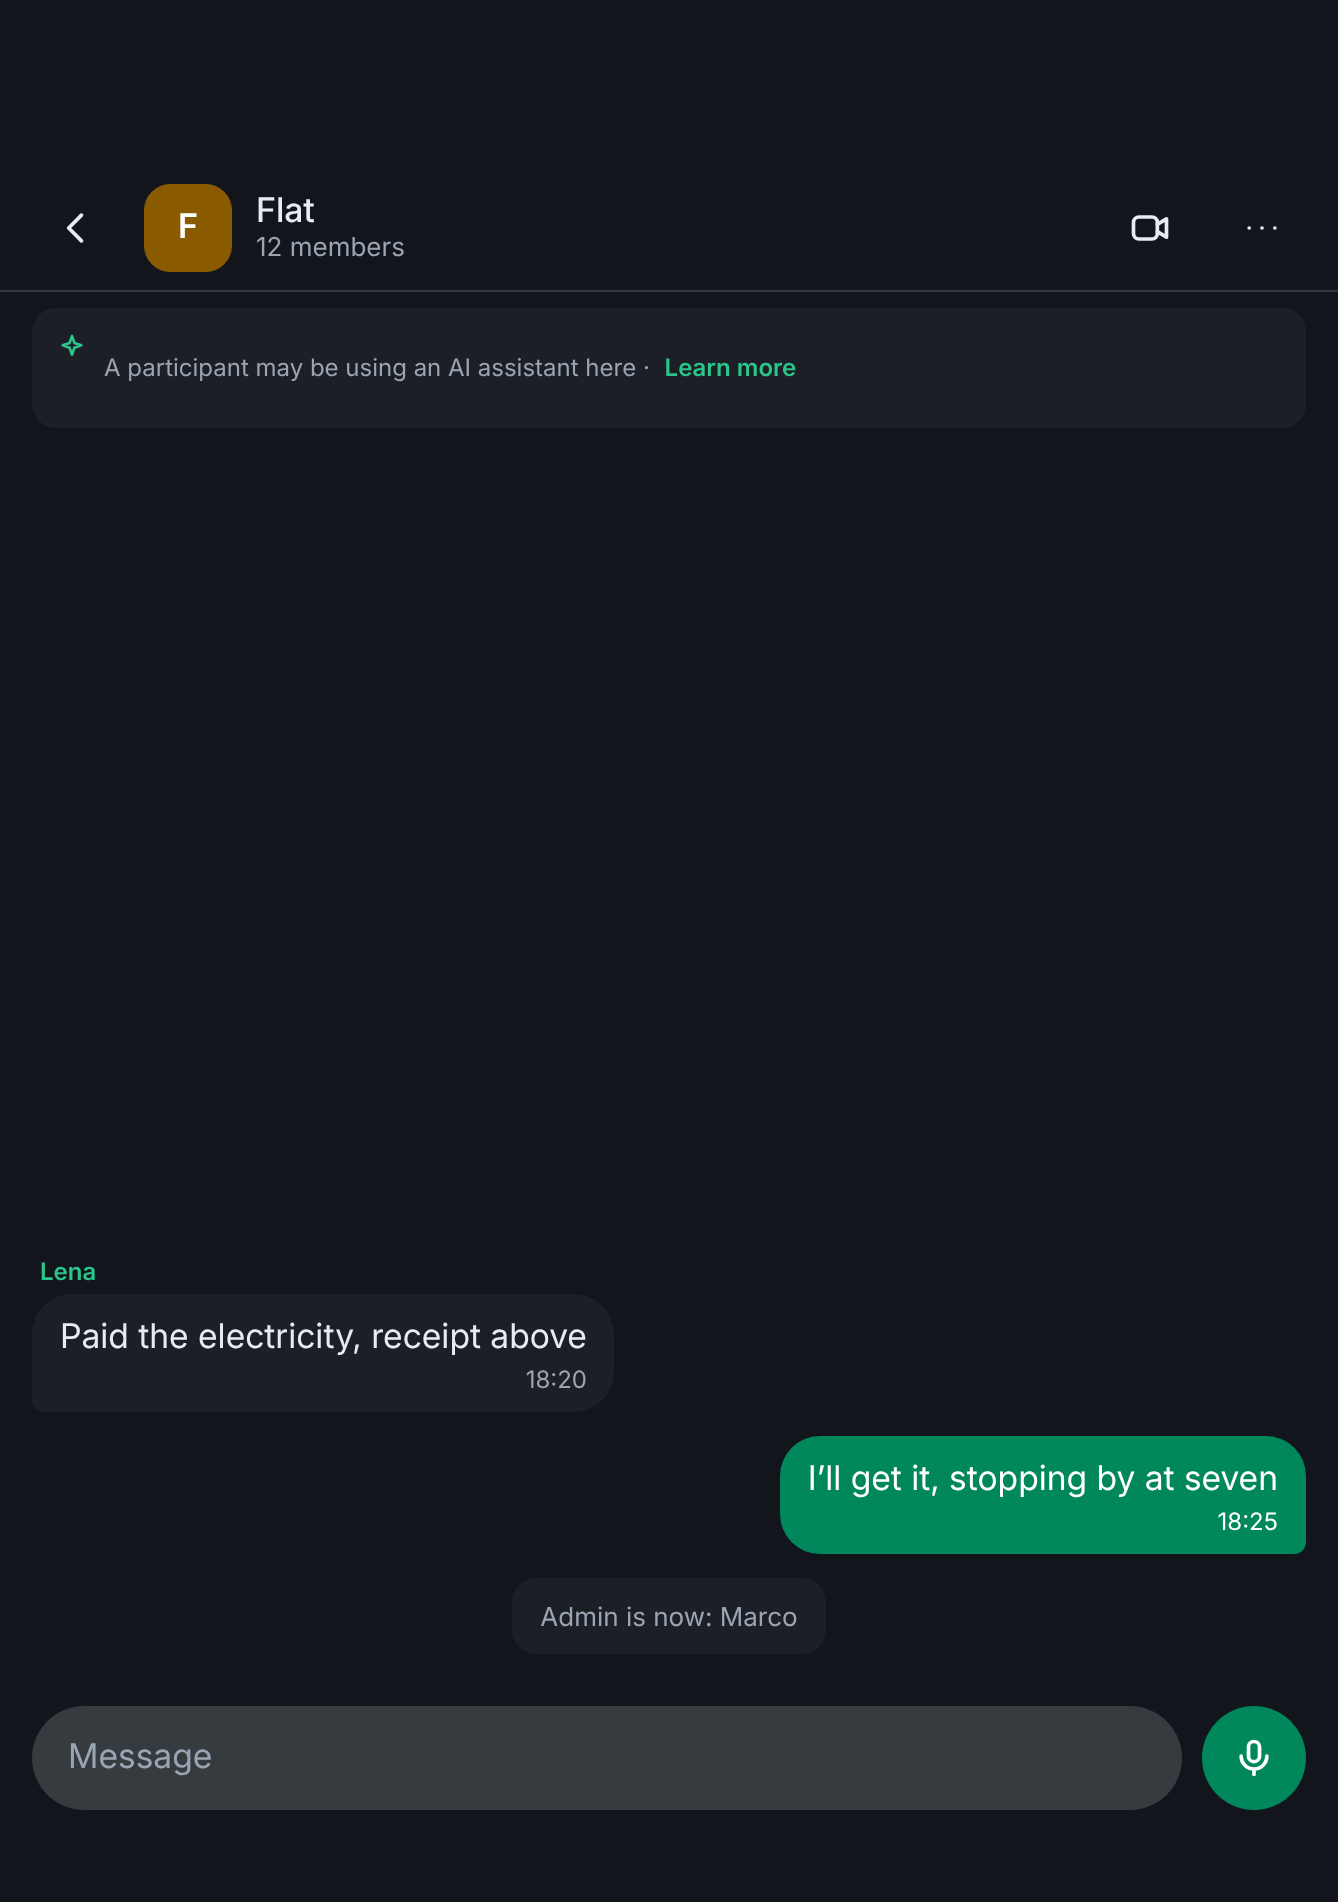 F
Flat
12 members
A participant may be using an AI assistant here · Learn more
Lena
Paid the electricity, receipt above
18:20
I’ll get it, stopping by at seven
18:25
Admin is now: Marco
Message